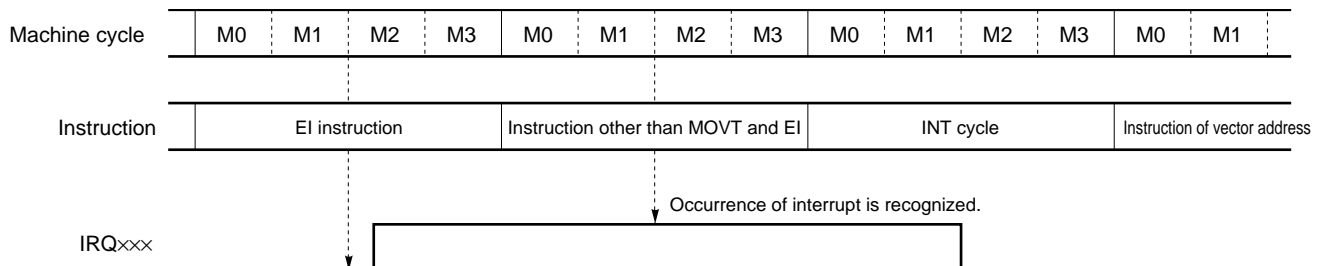 Machine cycle M0 M1 M2 M3 M0 M1 M2 M3 M0 M1 M2 M3 M0 M1
Instruction EI instruction Instruction other than MOVT and EI INT cycle Instruction of vector address
Occurrence of interrupt is recognized.
IRQ×××